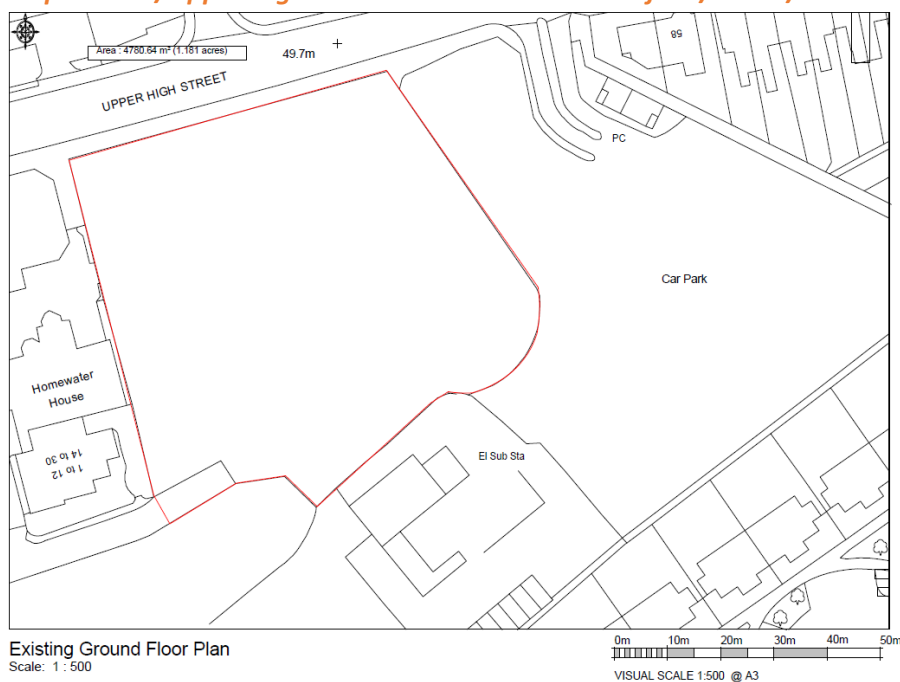 Area : 4780.64 m² (1.181 acres)
49.7m
58
UPPER HIGH STREET
PC
Car Park
Homewater
House
1 to 12
14 to 30
El Sub Sta
Existing Ground Floor Plan
Scale: 1 : 500
0m 10m 20m 30m 40m 50m
VISUAL SCALE 1:500 @ A3